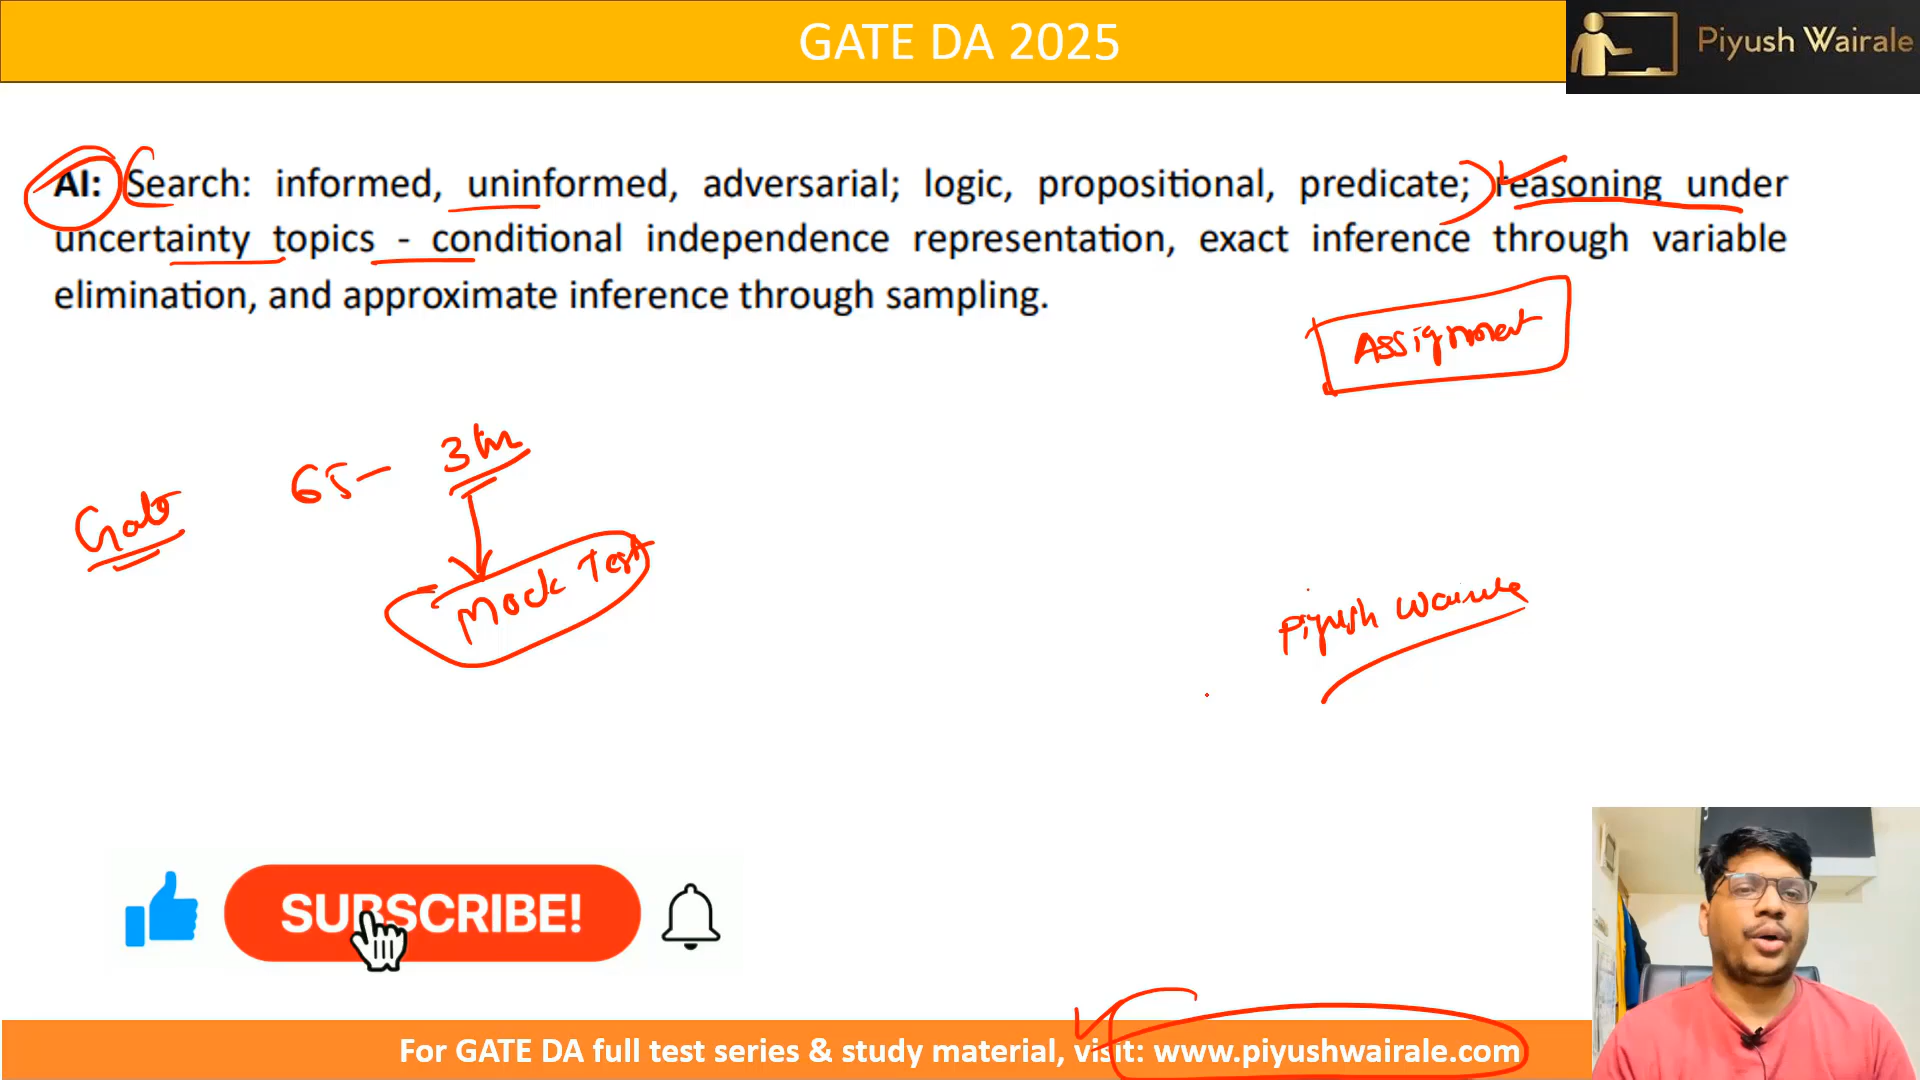 GATE DA 2025
Piyush Wairale
AI: Search: informed, uninformed, adversarial; logic, propositional, predicate; reasoning under
uncertainty topics - conditional independence representation, exact inference through variable
elimination, and approximate inference through sampling.
Assignment
65 - 3hr
Gate
Mock Test
Piyush Wairale
SUBSCRIBE!
For GATE DA full test series & study material, visit: www.piyushwairale.com